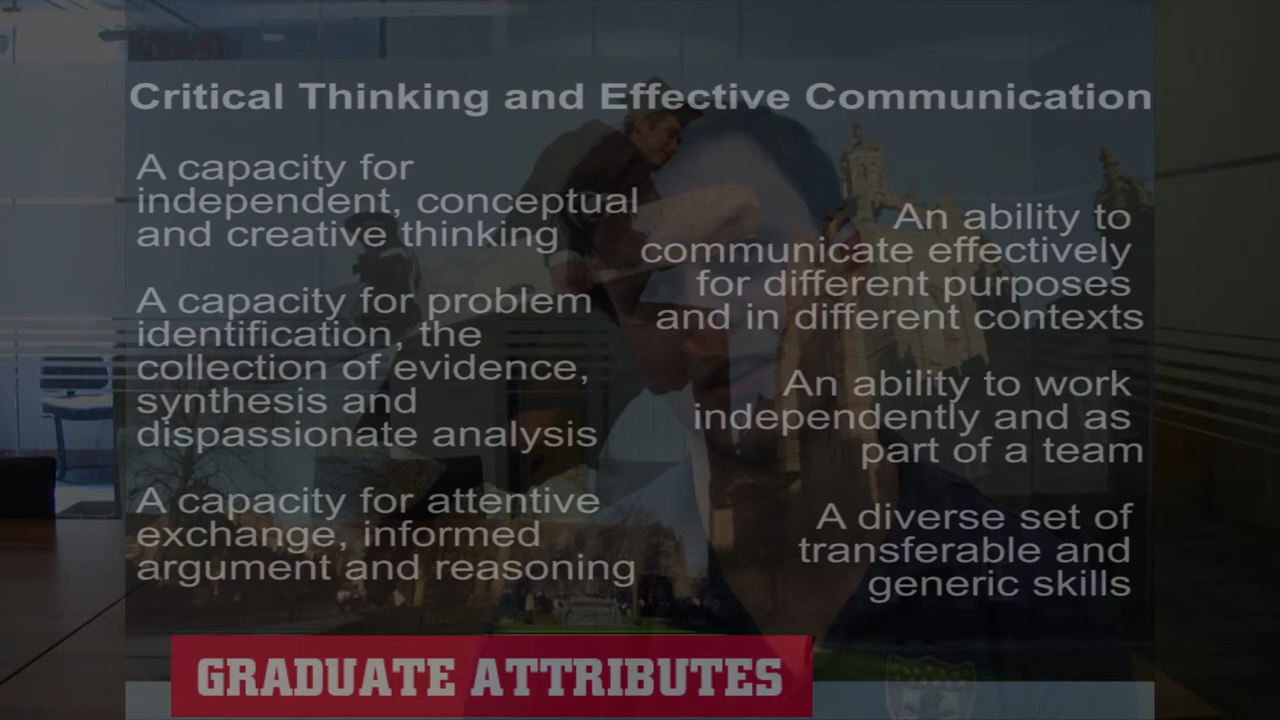 Critical Thinking and Effective Communication
A capacity for
independent, conceptual
and creative thinking
A capacity for problem
identification, the
collection of evidence,
synthesis and
dispassionate analysis
A capacity for attentive
exchange, informed
argument and reasoning
An ability to
communicate effectively
for different purposes
and in different contexts
An ability to work
independently and as
part of a team
A diverse set of
transferable and
generic skills
GRADUATE ATTRIBUTES